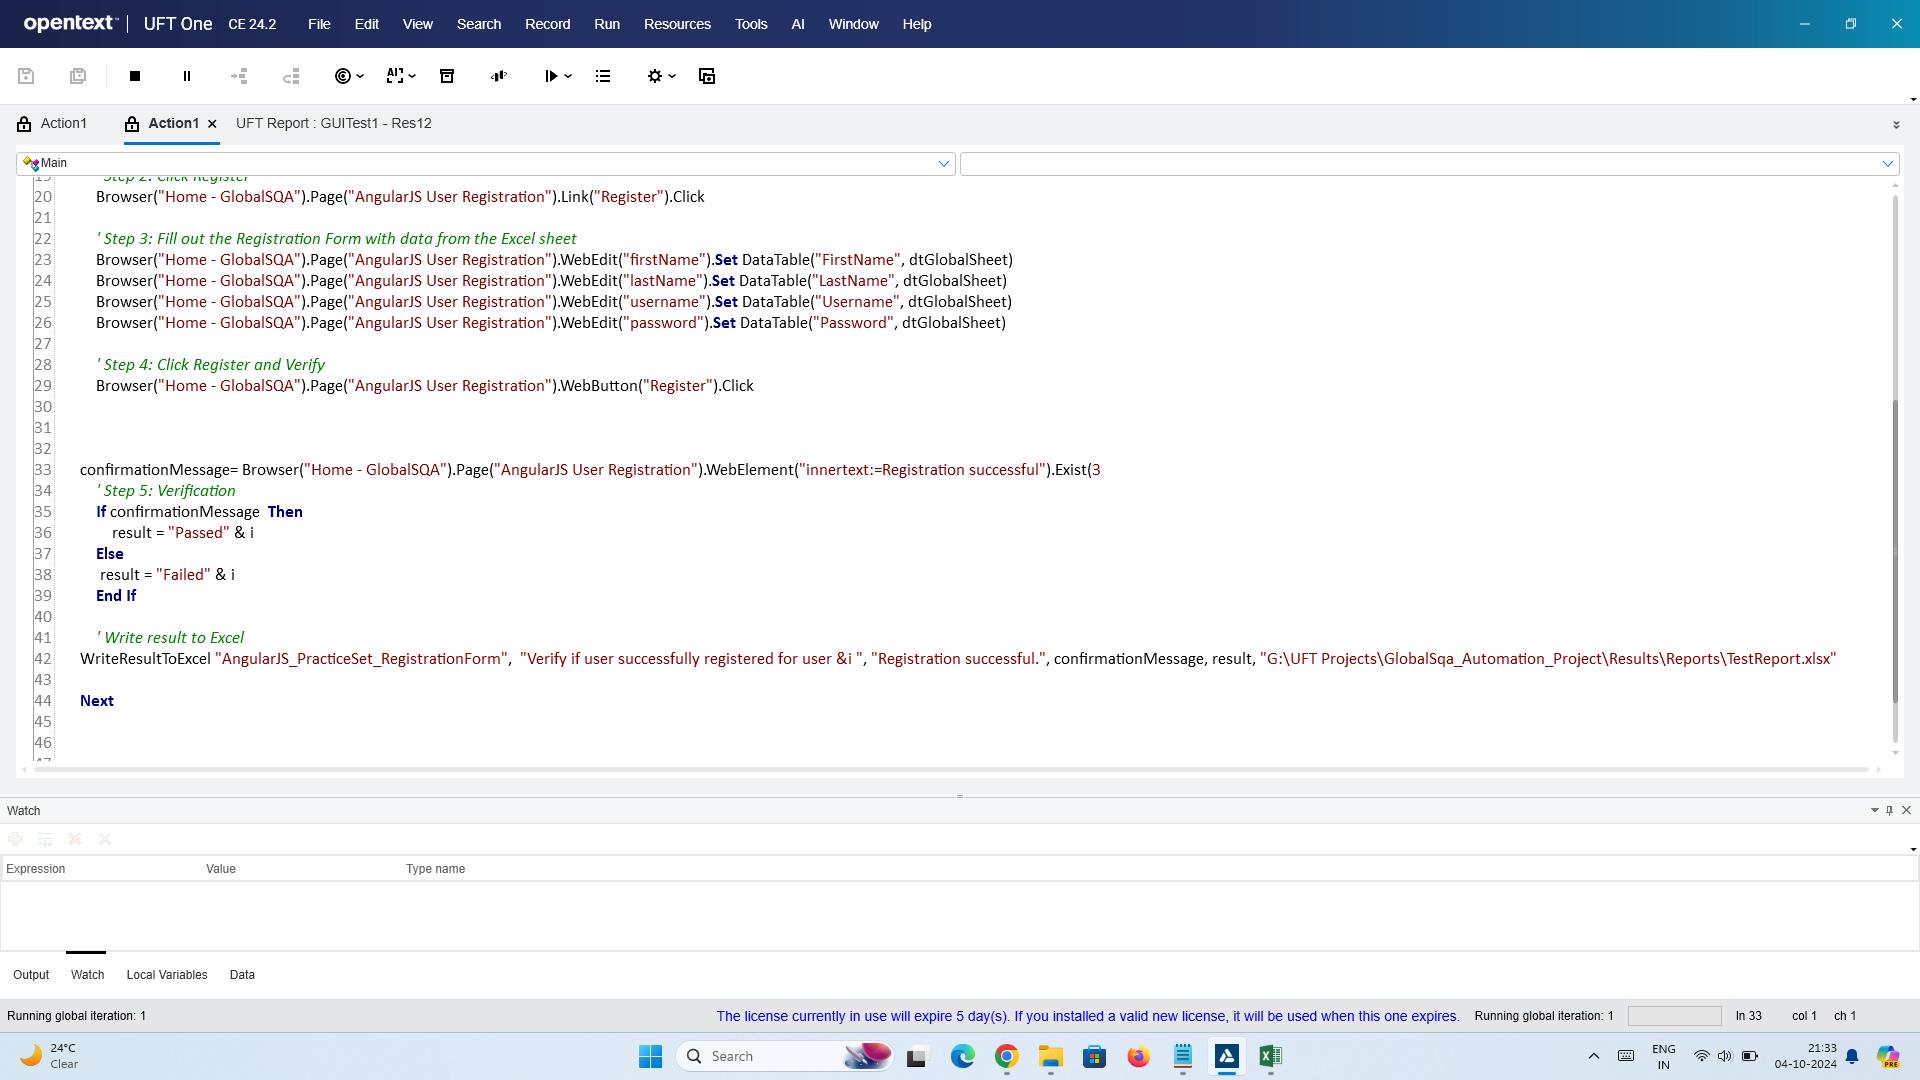 opentext™ | UFT One CE 24.2 File Edit View Search Record Run Resources Tools AI Window Help
Action1 Action1 UFT Report : GUITest1 - Res12
Main
19 ' Step 2: Click Register
20 Browser("Home - GlobalSQA").Page("AngularJS User Registration").Link("Register").Click
21
22 ' Step 3: Fill out the Registration Form with data from the Excel sheet
23 Browser("Home - GlobalSQA").Page("AngularJS User Registration").WebEdit("firstName").Set DataTable("FirstName", dtGlobalSheet)
24 Browser("Home - GlobalSQA").Page("AngularJS User Registration").WebEdit("lastName").Set DataTable("LastName", dtGlobalSheet)
25 Browser("Home - GlobalSQA").Page("AngularJS User Registration").WebEdit("username").Set DataTable("Username", dtGlobalSheet)
26 Browser("Home - GlobalSQA").Page("AngularJS User Registration").WebEdit("password").Set DataTable("Password", dtGlobalSheet)
27
28 ' Step 4: Click Register and Verify
29 Browser("Home - GlobalSQA").Page("AngularJS User Registration").WebButton("Register").Click
30
31
32
33 confirmationMessage= Browser("Home - GlobalSQA").Page("AngularJS User Registration").WebElement("innertext:=Registration successful").Exist(3
34 ' Step 5: Verification
35 If confirmationMessage Then
36 result = "Passed" & i
37 Else
38 result = "Failed" & i
39 End If
40
41 ' Write result to Excel
42 WriteResultToExcel "AngularJS_PracticeSet_RegistrationForm", "Verify if user successfully registered for user &i ", "Registration successful.", confirmationMessage, result, "G:\UFT Projects\GlobalSqa_Automation_Project\Results\Reports\TestReport.xlsx"
43
44 Next
45
46
47
Watch
Expression Value Type name
Output Watch Local Variables Data
Running global iteration: 1 The license currently in use will expire 5 day(s). If you installed a valid new license, it will be used when this one expires. Running global iteration: 1 ln 33 col 1 ch 1
24°C
Clear
Search
ENG
IN
21:33
04-10-2024
PRE